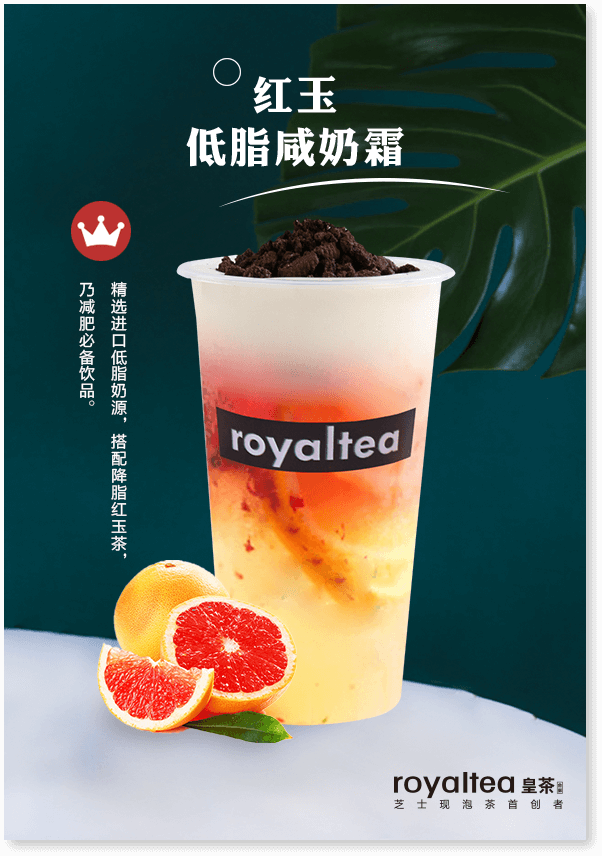 红玉
低脂咸奶霜
精选进口低脂奶源，搭配降脂红玉茶，
乃减肥必备饮品。
royaltea
royaltea 皇茶
芝士现泡茶首创者